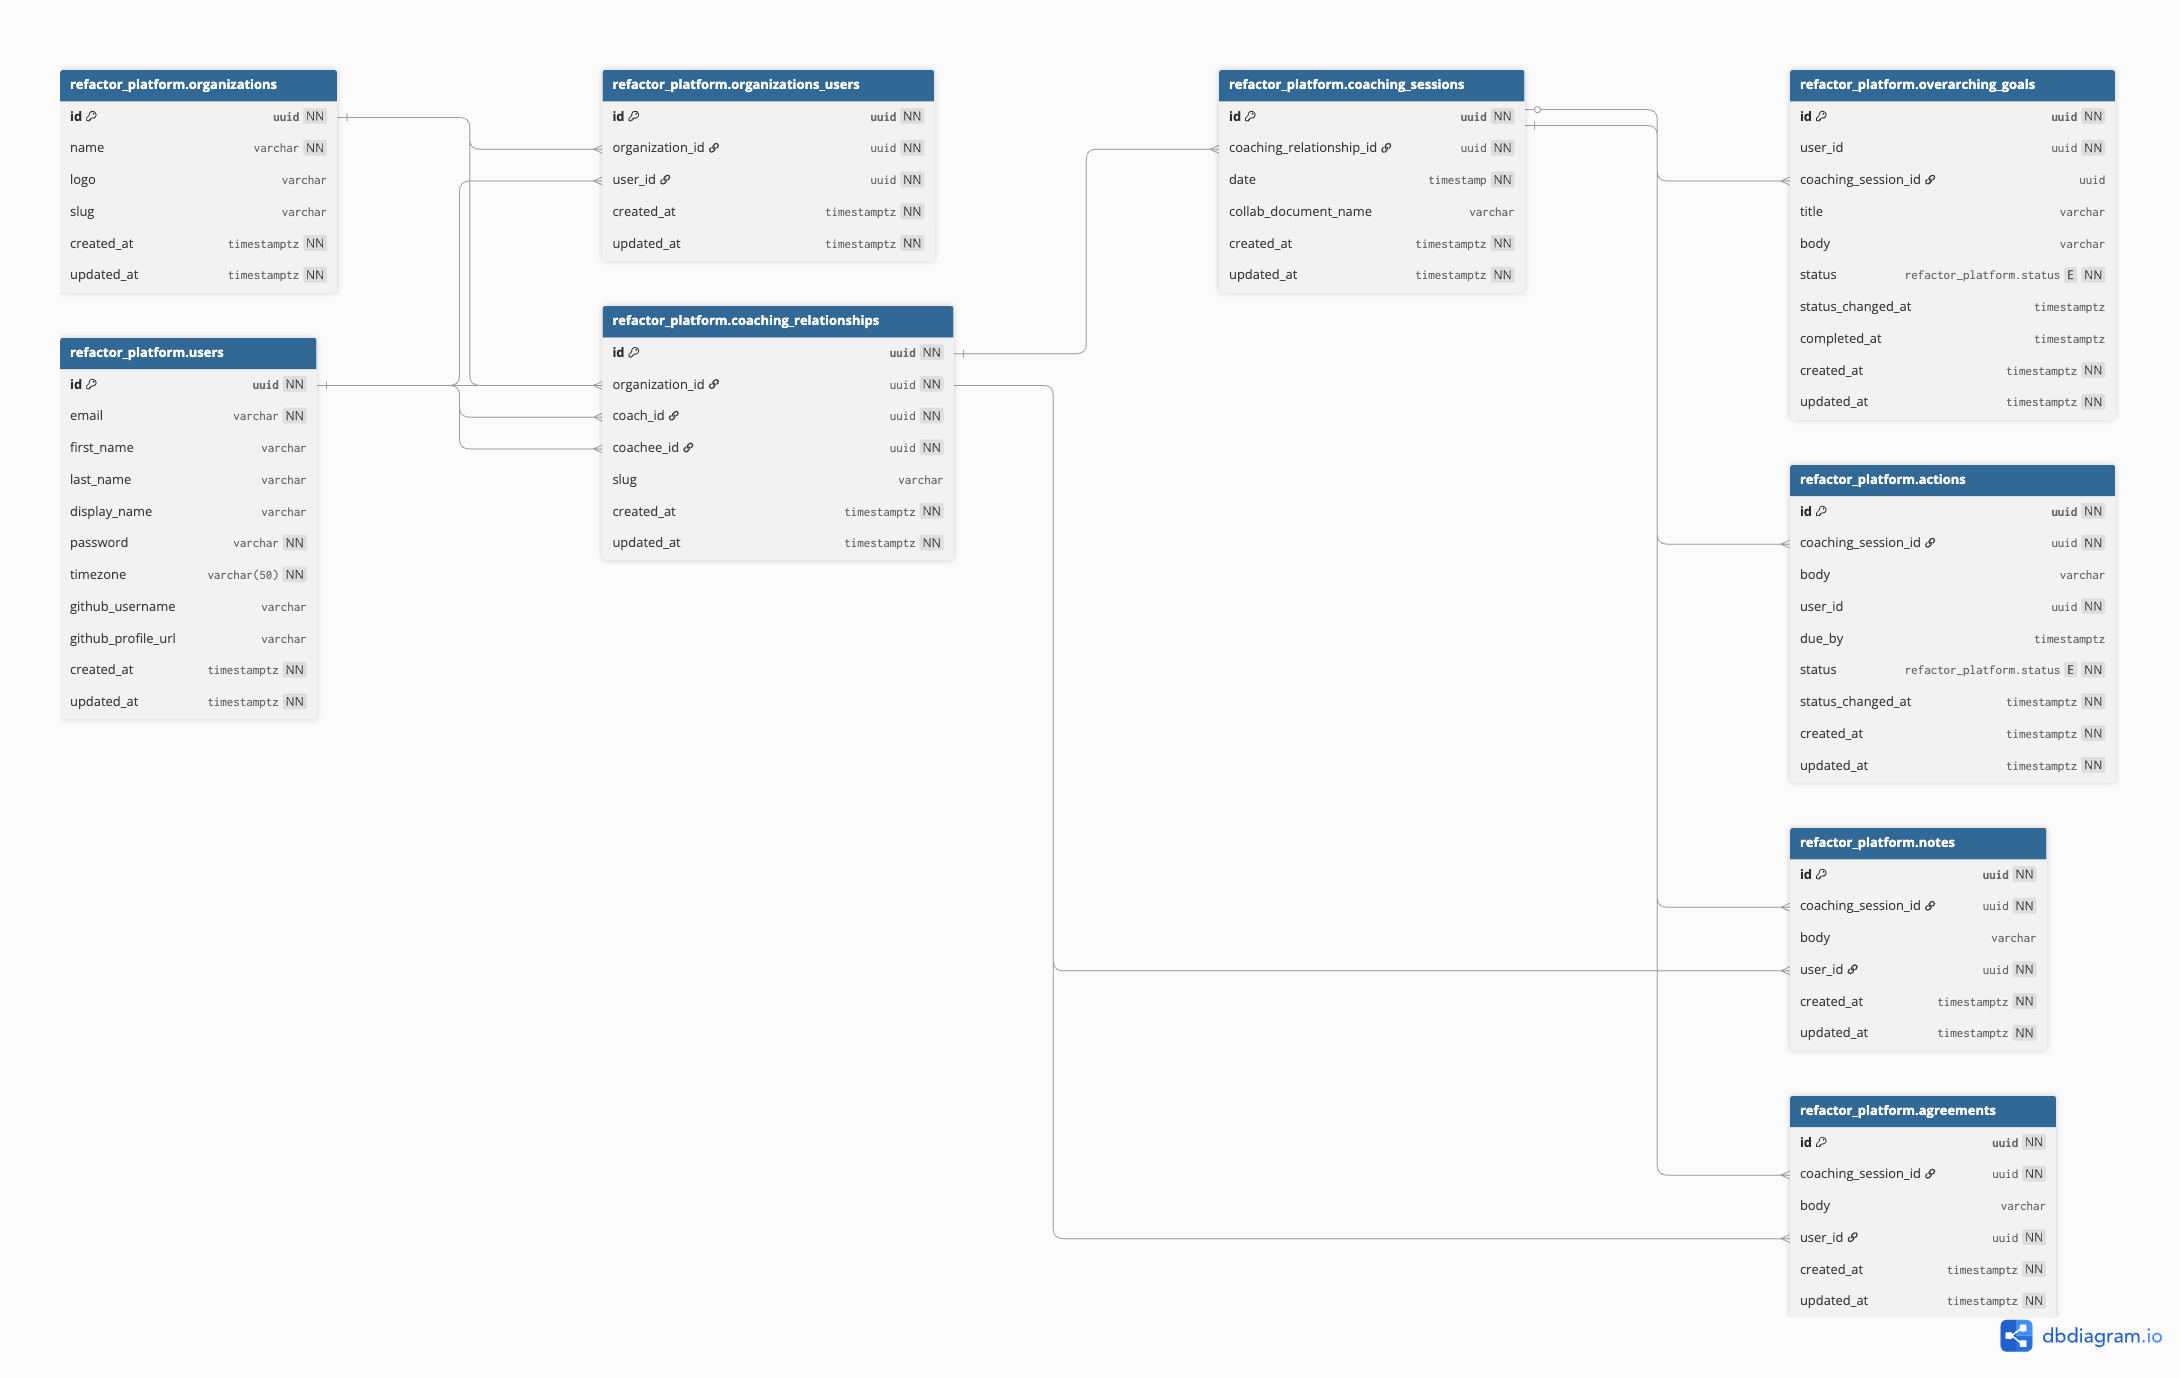 refactor_platform.organizations
id uuid NN
name varchar NN
logo varchar
slug varchar
created_at timestamptz NN
updated_at timestamptz NN
refactor_platform.users
id uuid NN
email varchar NN
first_name varchar
last_name varchar
display_name varchar
password varchar NN
timezone varchar(50) NN
github_username varchar
github_profile_url varchar
created_at timestamptz NN
updated_at timestamptz NN
refactor_platform.organizations_users
id uuid NN
organization_id uuid NN
user_id uuid NN
created_at timestamptz NN
updated_at timestamptz NN
refactor_platform.coaching_relationships
id uuid NN
organization_id uuid NN
coach_id uuid NN
coachee_id uuid NN
slug varchar
created_at timestamptz NN
updated_at timestamptz NN
refactor_platform.coaching_sessions
id uuid NN
coaching_relationship_id uuid NN
date timestamp NN
collab_document_name varchar
created_at timestamptz NN
updated_at timestamptz NN
refactor_platform.overarching_goals
id uuid NN
user_id uuid NN
coaching_session_id uuid
title varchar
body varchar
status refactor_platform.status E NN
status_changed_at timestamptz
completed_at timestamptz
created_at timestamptz NN
updated_at timestamptz NN
refactor_platform.actions
id uuid NN
coaching_session_id uuid NN
body varchar
user_id uuid NN
due_by timestamptz
status refactor_platform.status E NN
status_changed_at timestamptz NN
created_at timestamptz NN
updated_at timestamptz NN
refactor_platform.notes
id uuid NN
coaching_session_id uuid NN
body varchar
user_id uuid NN
created_at timestamptz NN
updated_at timestamptz NN
refactor_platform.agreements
id uuid NN
coaching_session_id uuid NN
body varchar
user_id uuid NN
created_at timestamptz NN
updated_at timestamptz NN
dbdiagram.io